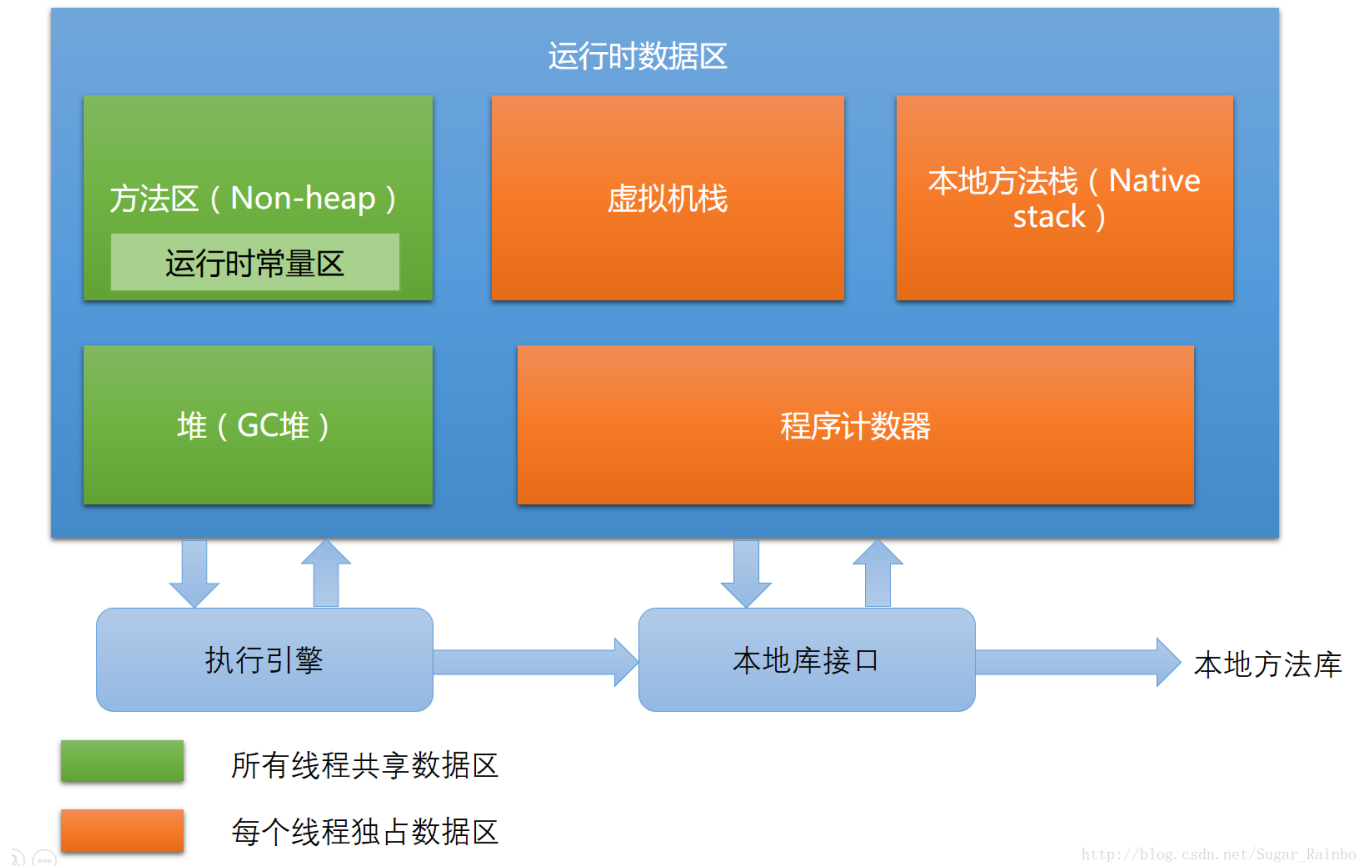 运行时数据区
方法区（Non-heap）
运行时常量区
虚拟机栈
本地方法栈（Native
stack）
堆（GC堆）
程序计数器
执行引擎
本地库接口
本地方法库
所有线程共享数据区
每个线程独占数据区
http://blog.csdn.net/Sugar_Rainbo